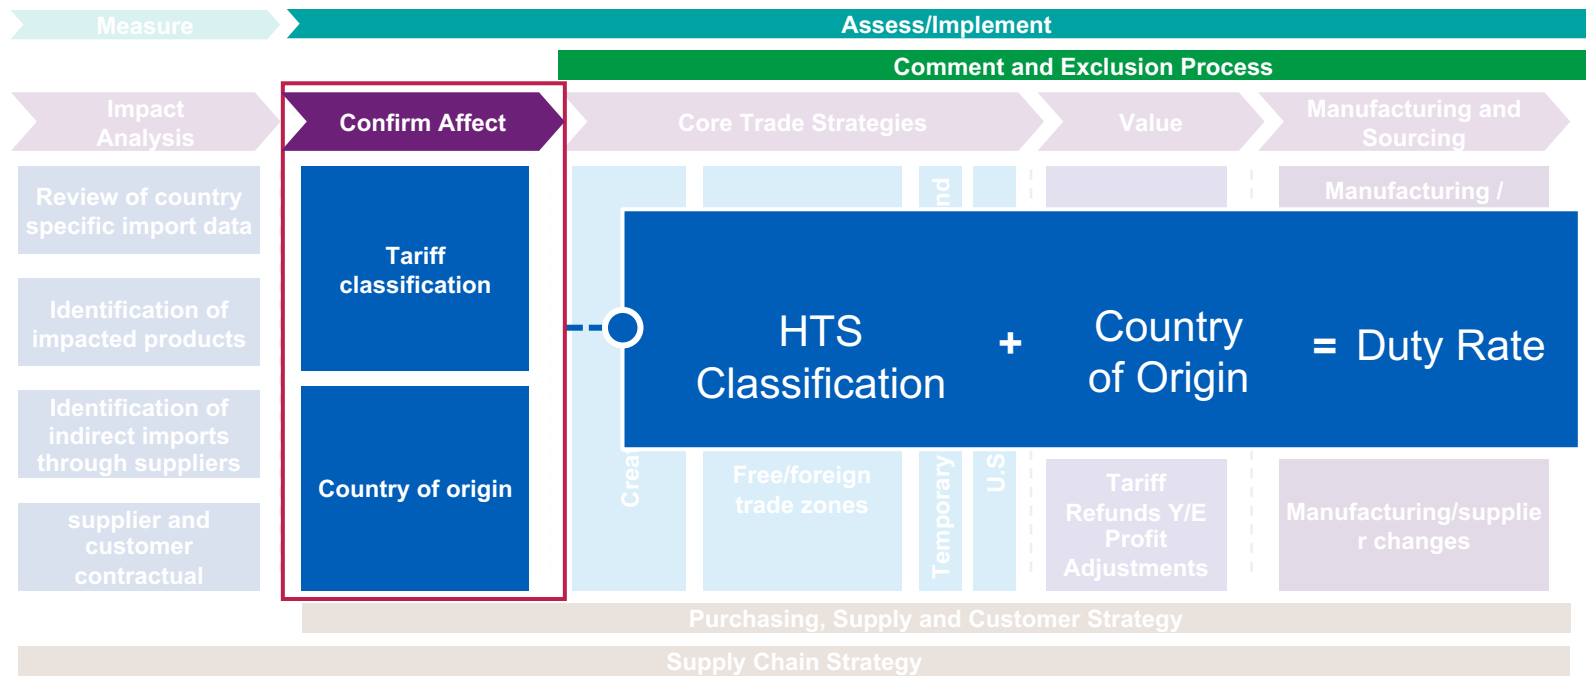 Measure
Assess/Implement
Comment and Exclusion Process
Impact
Analysis
Confirm Affect
Core Trade Strategies
Value
Manufacturing and
Sourcing
Review of country
specific import data
Identification of
impacted products
Identification of
indirect imports
through suppliers
supplier and
customer
contractual
Tariff
classification
Country of origin
HTS
Classification
+
Country
of Origin
= Duty Rate
Free/foreign
trade zones
Temporary
U.S
Manufacturing /
Tariff
Refunds Y/E
Profit
Adjustments
Manufacturing/supplie
r changes
Purchasing, Supply and Customer Strategy
Supply Chain Strategy